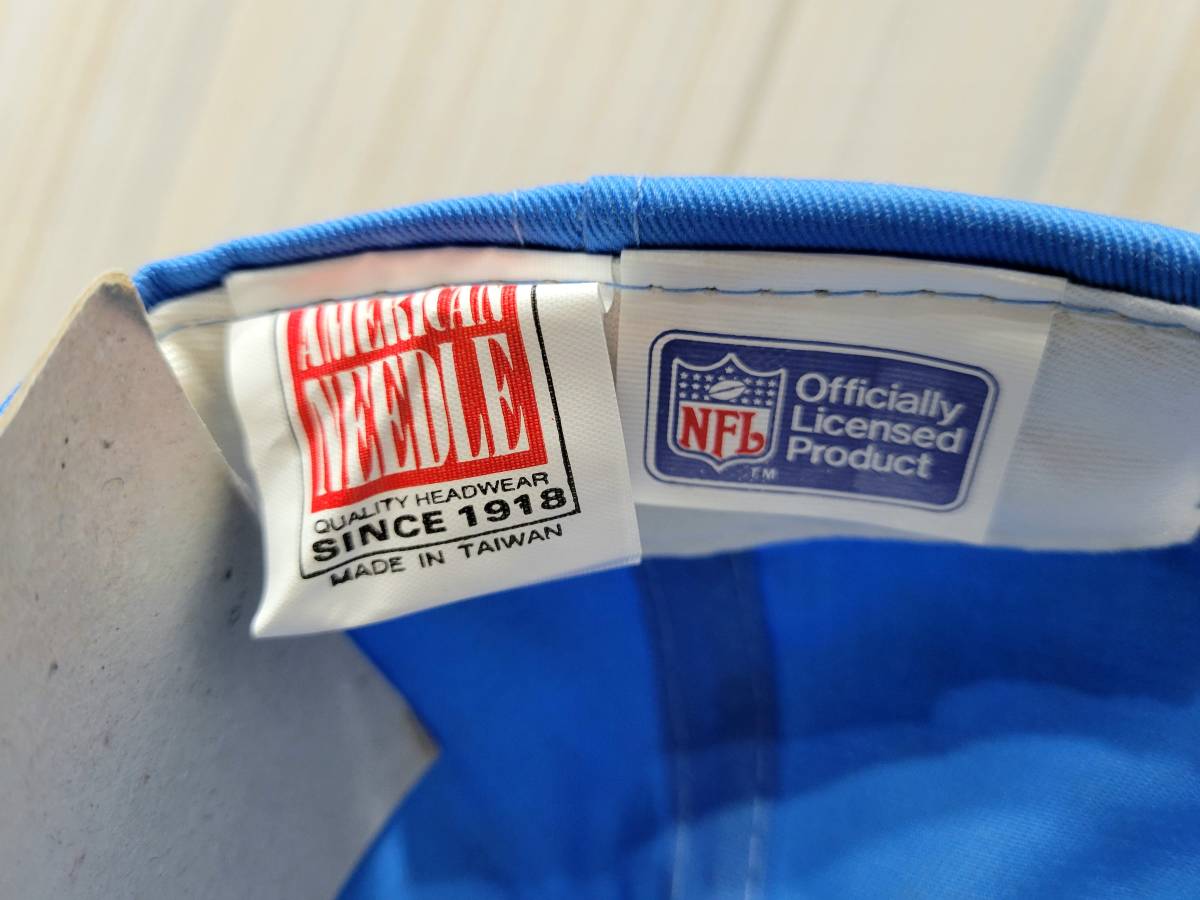 AMERICAN
NEEDLE
QUALITY HEADWEAR
SINCE 1918
MADE IN TAIWAN
NFL
TM
Officially
Licensed
Product